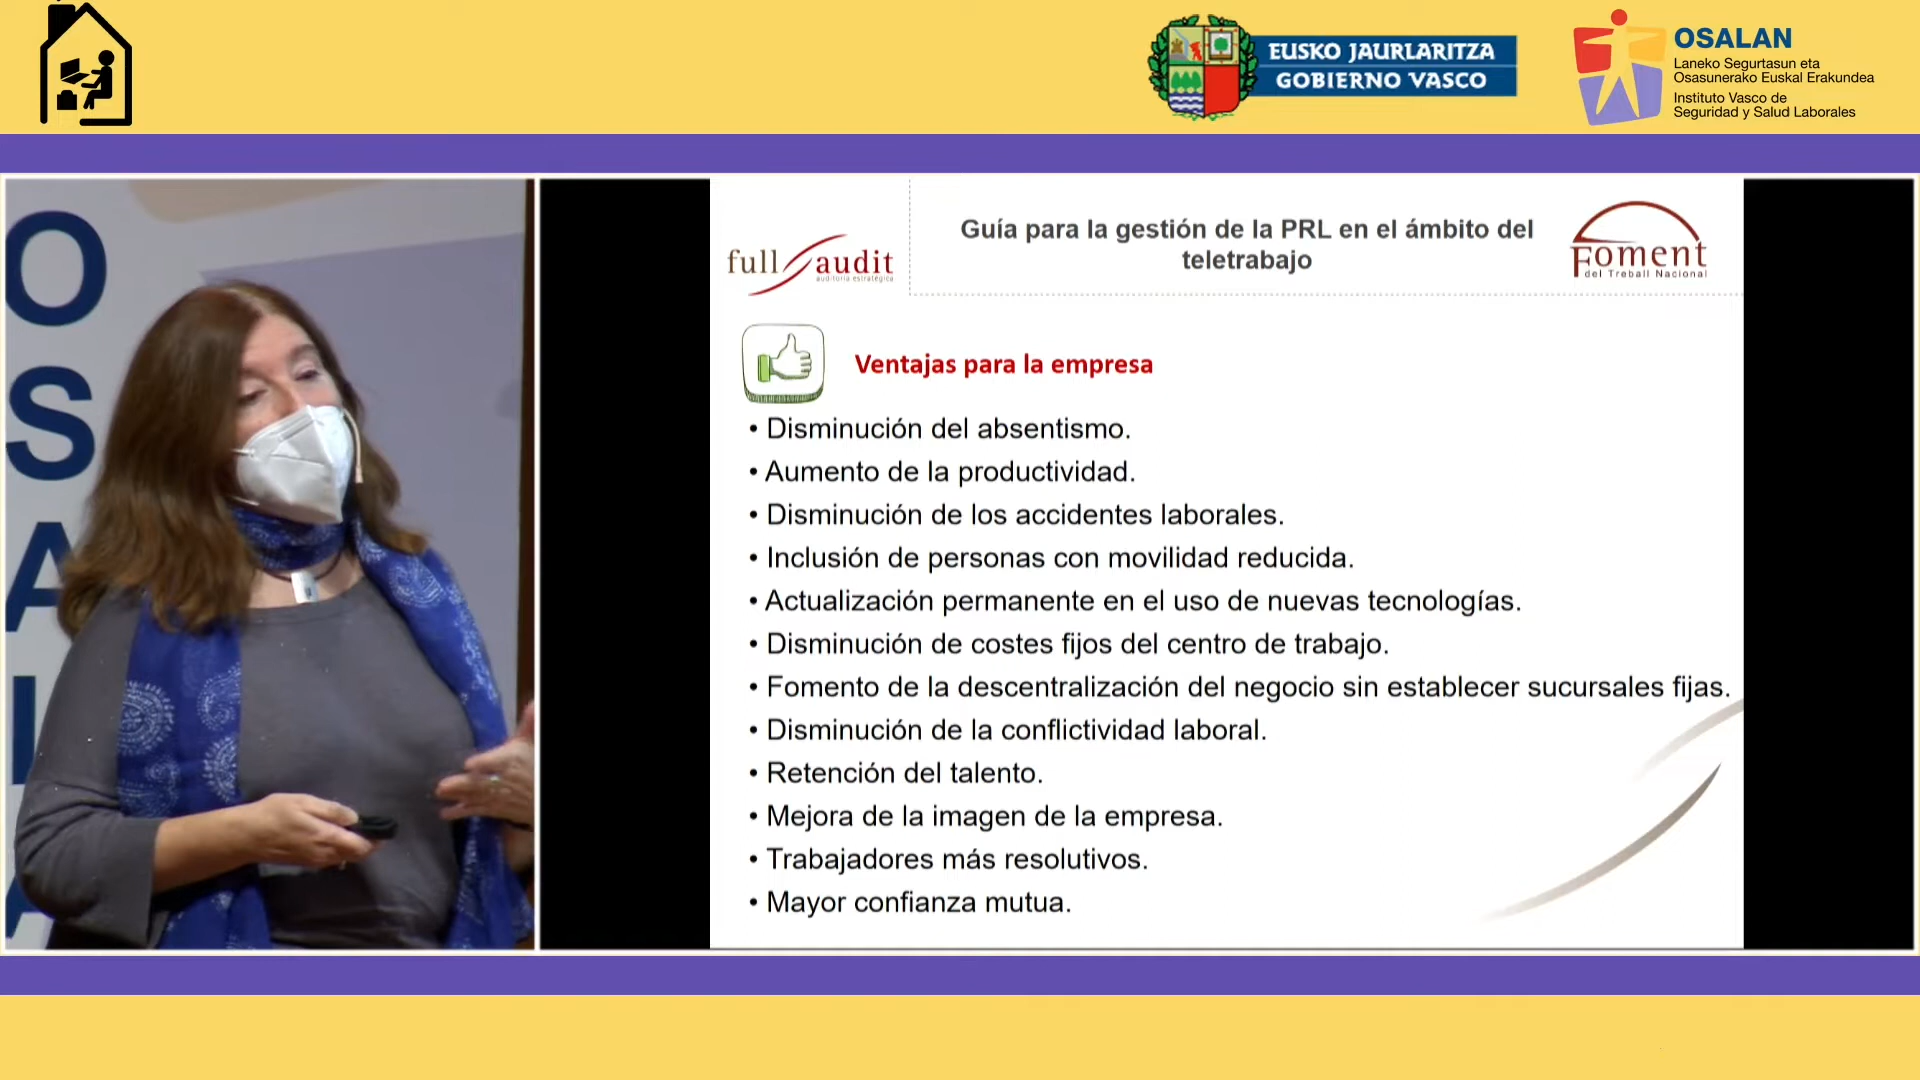 EUSKO JAURLARITZA
GOBIERNO VASCO
OSALAN
Laneko Segurtasun eta
Osasunerako Euskal Erakundea
Instituto Vasco de
Seguridad y Salud Laborales
O
S
A
L
A
full audit
auditoría estratégica
Guía para la gestión de la PRL en el ámbito del
teletrabajo
Foment
del Treball Nacional
Ventajas para la empresa
• Disminución del absentismo.
• Aumento de la productividad.
• Disminución de los accidentes laborales.
• Inclusión de personas con movilidad reducida.
• Actualización permanente en el uso de nuevas tecnologías.
• Disminución de costes fijos del centro de trabajo.
• Fomento de la descentralización del negocio sin establecer sucursales fijas.
• Disminución de la conflictividad laboral.
• Retención del talento.
• Mejora de la imagen de la empresa.
• Trabajadores más resolutivos.
• Mayor confianza mutua.